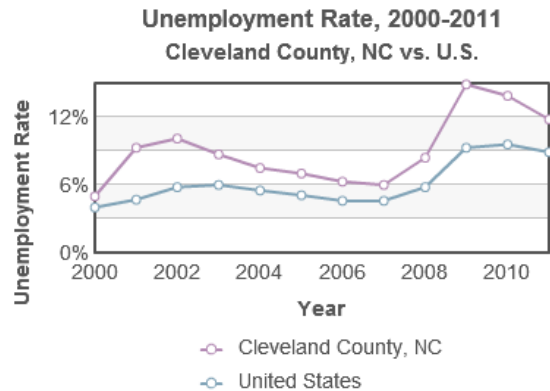 Unemployment Rate, 2000-2011
Cleveland County, NC vs. U.S.
Unemployment Rate
12%
6%
0%
2000 2002 2004 2006 2008 2010
Year
Cleveland County, NC
United States